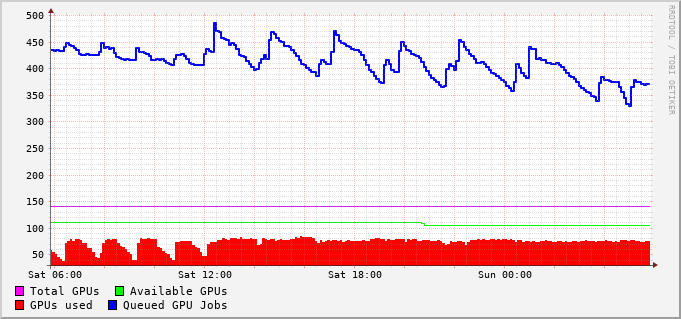 500
450
400
350
300
250
200
150
100
50
Sat 06:00 Sat 12:00 Sat 18:00 Sun 00:00
Total GPUs Available GPUs
GPUs used Queued GPU Jobs
RRDTOOL / TOBI OETIKER